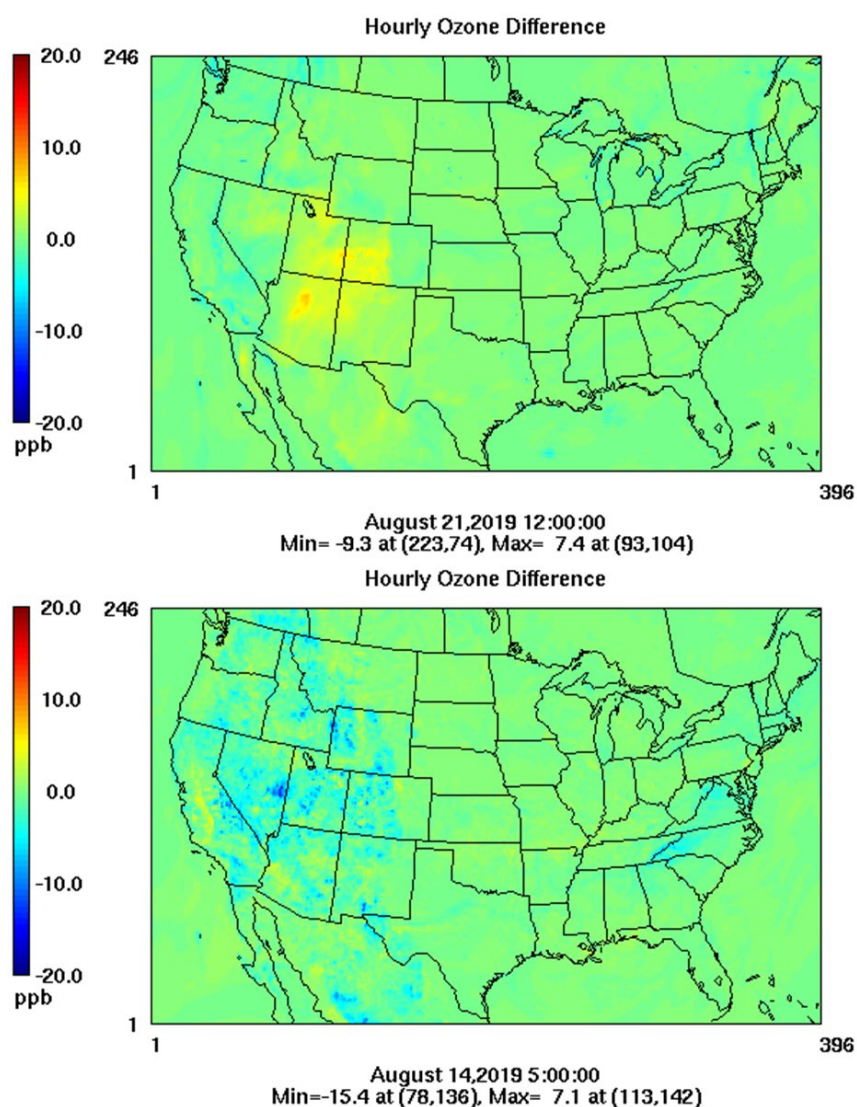 Hourly Ozone Difference
20.0
10.0
0.0
-10.0
-20.0
ppb
246
1
1
396
August 21,2019 12:00:00
Min= -9.3 at (223,74), Max= 7.4 at (93,104)
Hourly Ozone Difference
20.0
10.0
0.0
-10.0
-20.0
ppb
246
1
1
396
August 14,2019 5:00:00
Min=-15.4 at (78,136), Max= 7.1 at (113,142)